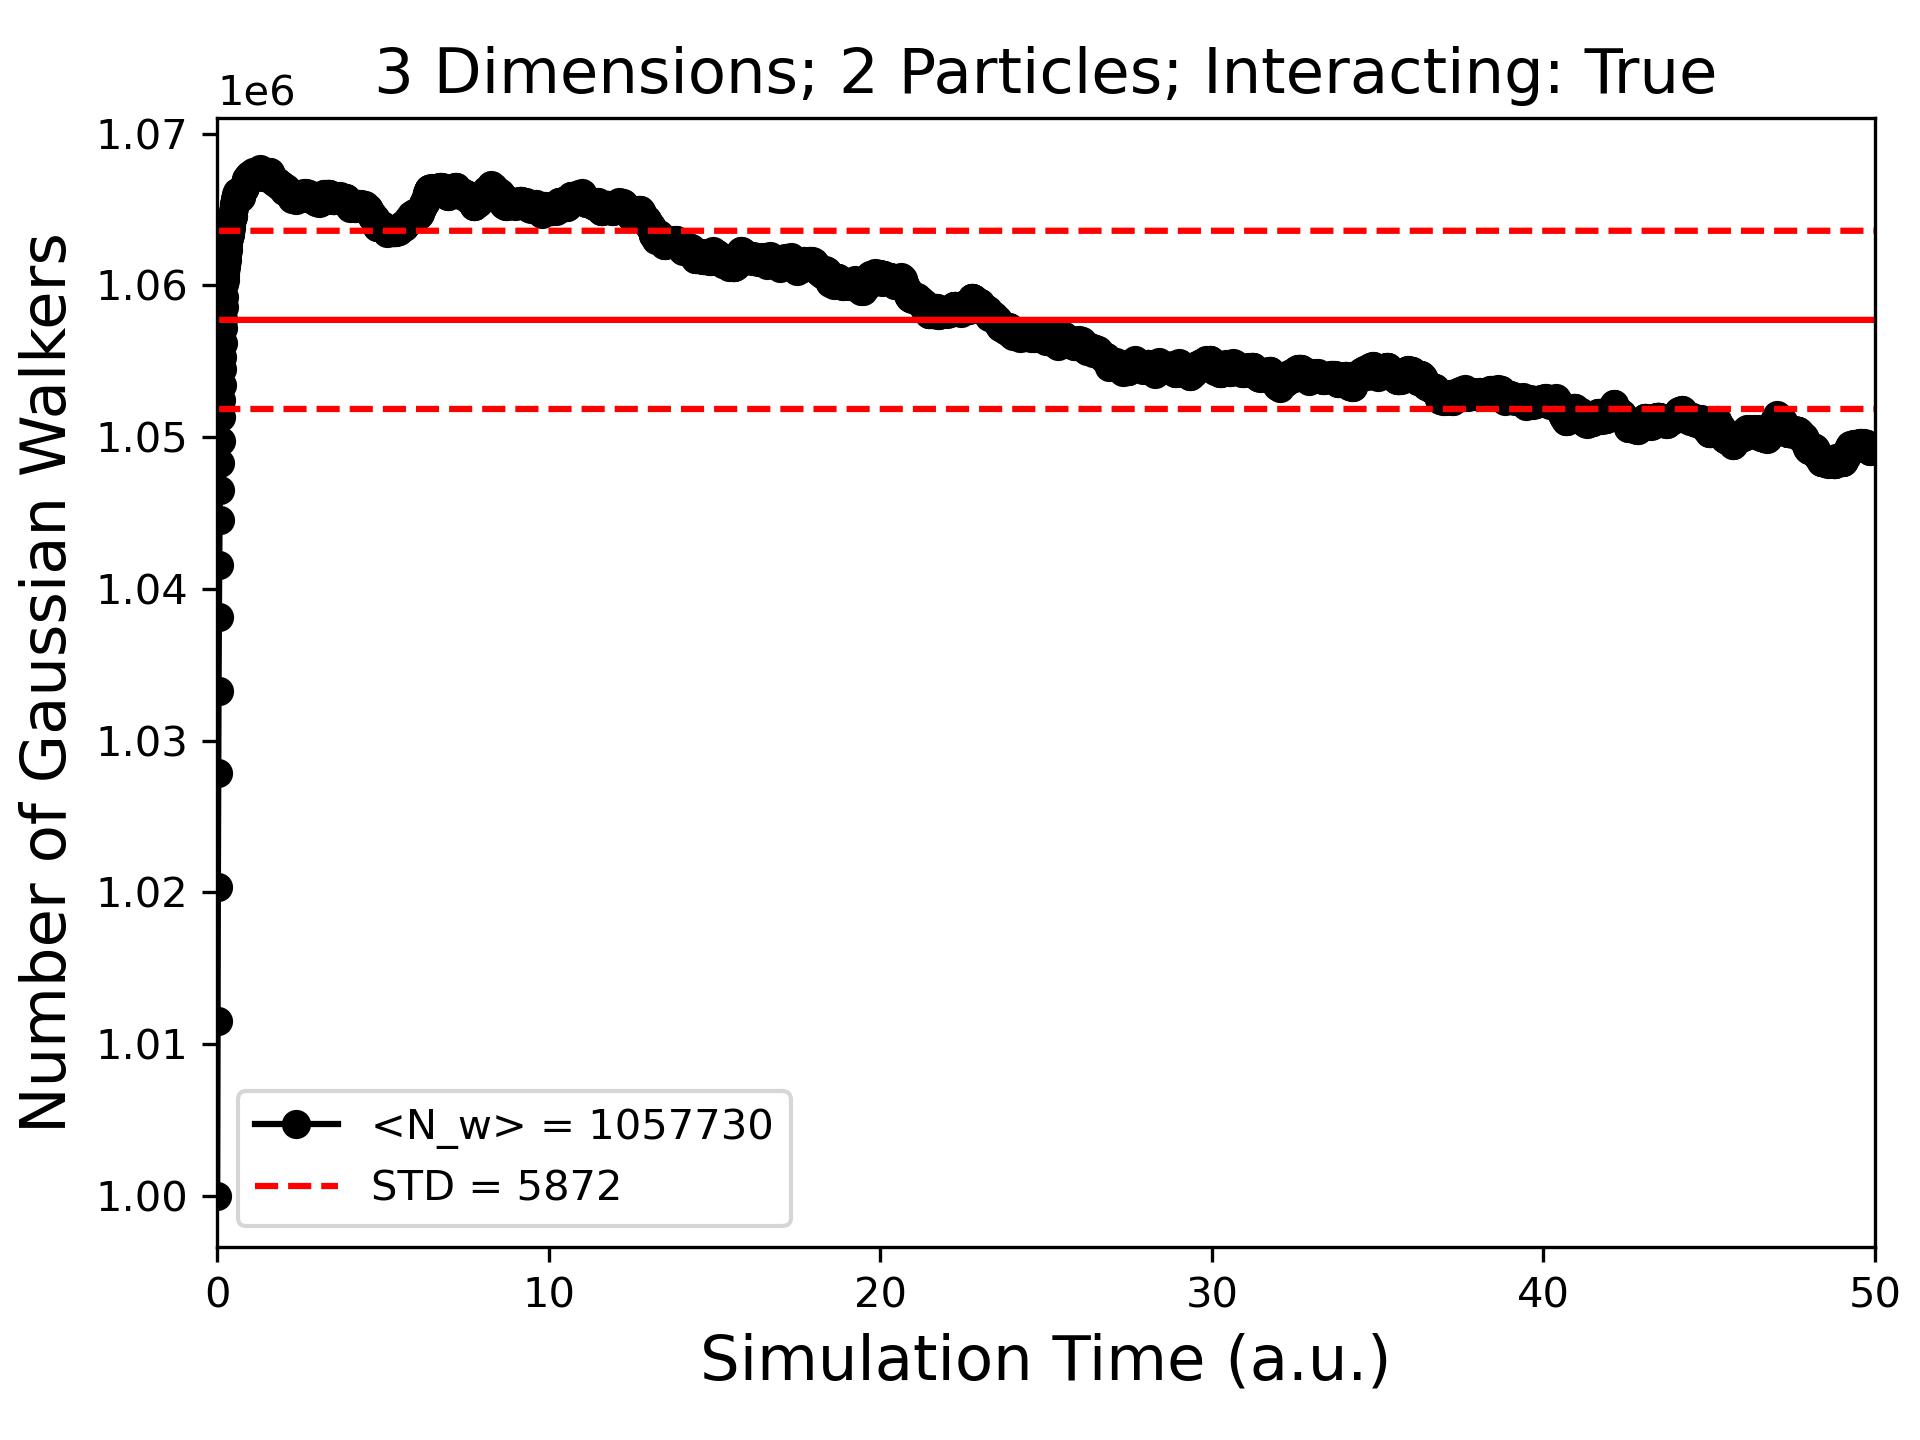 3 Dimensions; 2 Particles; Interacting: True
1e6
1.07
1.06
1.05
1.04
1.03
1.02
1.01
1.00
Number of Gaussian Walkers
<N_w> = 1057730
STD = 5872
0 10 20 30 40 50
Simulation Time (a.u.)